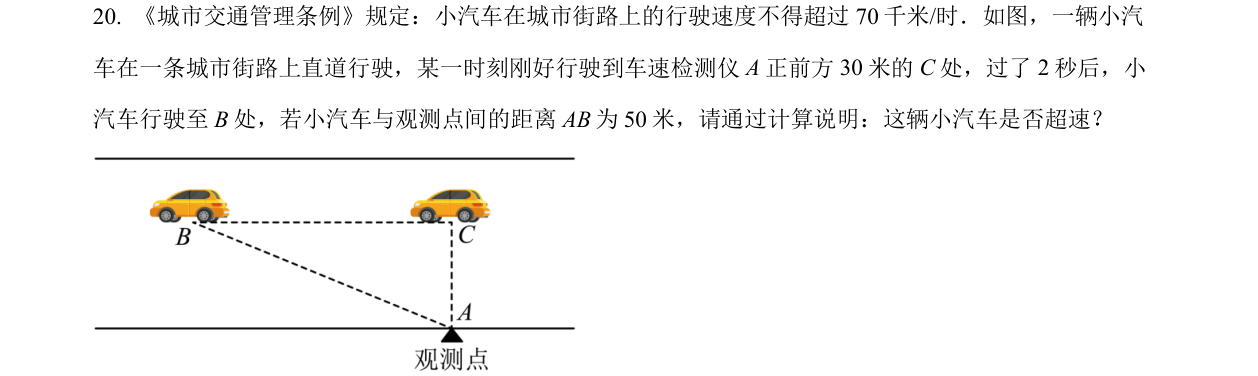 20. 《城市交通管理条例》规定：小汽车在城市街路上的行驶速度不得超过 70 千米/时．如图，一辆小汽
车在一条城市街路上直道行驶，某一时刻刚好行驶到车速检测仪 A 正前方 30 米的 C 处，过了 2 秒后，小
汽车行驶至 B 处，若小汽车与观测点间的距离 AB 为 50 米，请通过计算说明：这辆小汽车是否超速？
B
C
A
观测点